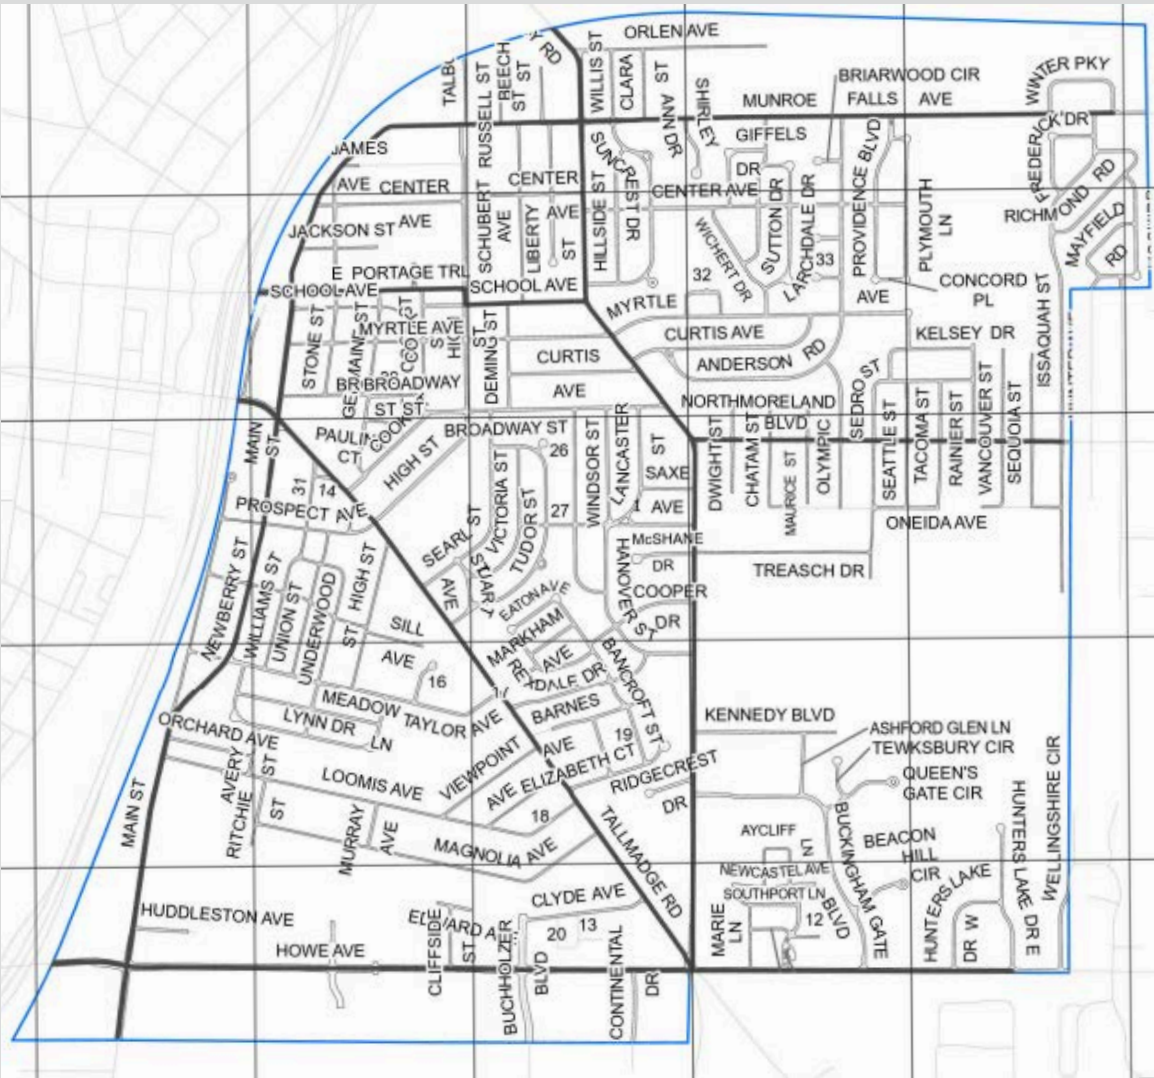 ORLEN AVE
WILLIS ST
CLARA
ST
ANN DR
SHIRLEY
Y RD
BEECH
ST
ST
RUSSELL ST
BRIARWOOD CIR
WINTER PKY
MUNROE FALLS AVE
FREDERICK DR
JAMES
AVE
CENTER
AVE
CENTER
AVE
GIFFELS
DR
SUNCREST DR
CENTER AVE
HILLSIDE ST
SCHUBERT
AVE
LIBERTY
ST
JACKSON ST
WICHERT DR
SUTTON DR
LARCHDALE DR
PROVIDENCE BLVD
PLYMOUTH
LN
RICHMOND RD
MAYFIELD
RD
33
32
E PORTAGE TRL
SCHOOL AVE
SCHOOL AVE
CONCORD
PL
MYRTLE
AVE
MYRTLE AVE
STONE ST
DEMING ST
CURTIS
AVE
CURTIS AVE
ANDERSON RD
KELSEY DR
ISSAQUAH ST
BROADWAY
ST
ST
NORTHMORELAND
BLVD
SEDRO ST
SEATTLE ST
TACOMA ST
RAINIER ST
VANCOUVER ST
SEQUOIA ST
DWIGHT ST
CHATAM ST
MAURICE ST
OLYMPIC
MAIN
ST
CT
HIGH ST
BROADWAY ST
26
WINDSOR ST
LANCASTER
ST
SAXE
AVE
31
14
PROSPECT AVE
VICTORIA ST
TUDOR ST
27
SEARL
ST
AVE
STUART
McSHANE
DR
ONEIDA AVE
TREASCH DR
HANOVER ST
COOPER
DR
NEWBERRY ST
WILLIAMS ST
UNION ST
UNDERWOOD
ST
HIGH ST
SILL
AVE
16
EATON AVE
MARKHAM
AVE
BANCROFT ST
MEADOW
TAYLOR AVE
LYNN DR
LN
ORCHARD AVE
BARNES
AVE
19
KENNEDY BLVD
ASHFORD GLEN LN
TEWKSBURY CIR
QUEEN'S
GATE CIR
VIEWPOINT
AVE
ELIZABETH CT
RIDGECREST
DR
AVERY
ST
LOOMIS AVE
18
MAIN ST
RITCHIE
ST
MURRAY
AVE
MAGNOLIA AVE
TALLMADGE RD
AYCLIFF
LN
BUCKINGHAM GATE
BLVD
BEACON
HILL
CIR
HUNTERS LAKE DR E
WELLINGSHIRE CIR
NEWCASTEL AVE
SOUTHPORT LN
HUNTERS LAKE
DR W
CLYDE AVE
HUDDLESTON AVE
CLIFFSIDE
ST
20
13
12
MARIE
LN
HOWE AVE
BUCHHOLZER
BLVD
CONTINENTAL
DR